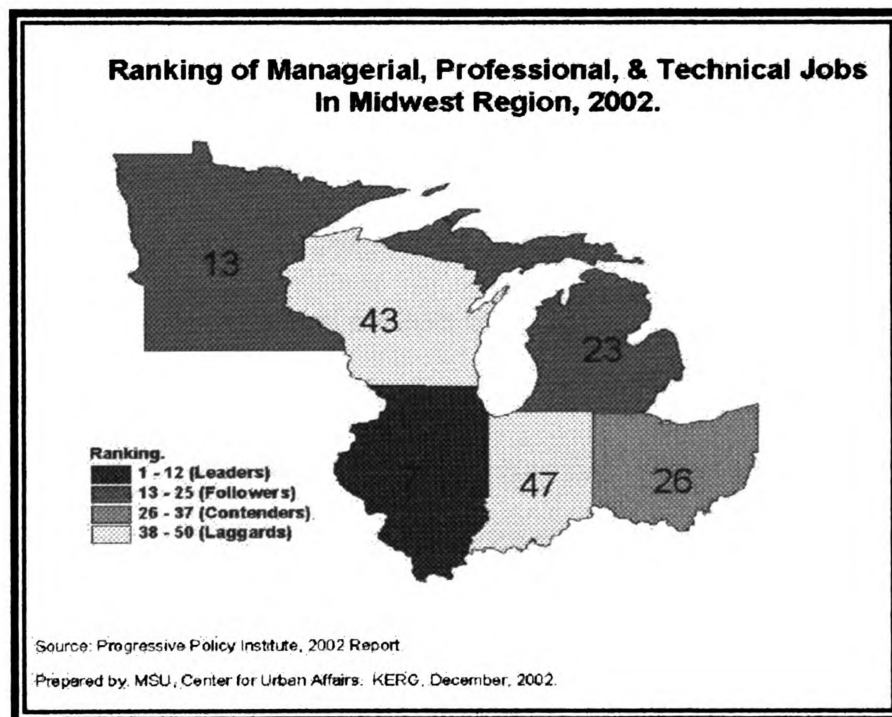 Ranking of Managerial, Professional, & Technical Jobs
In Midwest Region, 2002.
13
43
23
7
47
26
Ranking.
1 - 12 (Leaders)
13 - 25 (Followers)
26 - 37 (Contenders)
38 - 50 (Laggards)
Source: Progressive Policy Institute, 2002 Report.
Prepared by: MSU, Center for Urban Affairs. KERG, December, 2002.